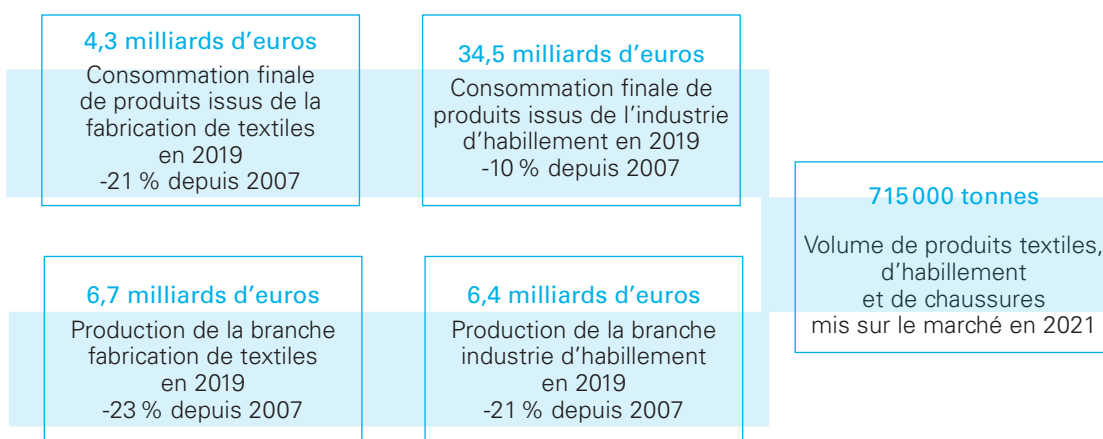 4,3 milliards d’euros
Consommation finale
de produits issus de la
fabrication de textiles
en 2019
-21 % depuis 2007
34,5 milliards d’euros
Consommation finale de
produits issus de l’industrie
d’habillement en 2019
-10 % depuis 2007
715 000 tonnes
Volume de produits textiles,
d’habillement
et de chaussures
mis sur le marché en 2021
6,7 milliards d’euros
Production de la branche
fabrication de textiles
en 2019
-23 % depuis 2007
6,4 milliards d’euros
Production de la branche
industrie d’habillement
en 2019
-21 % depuis 2007